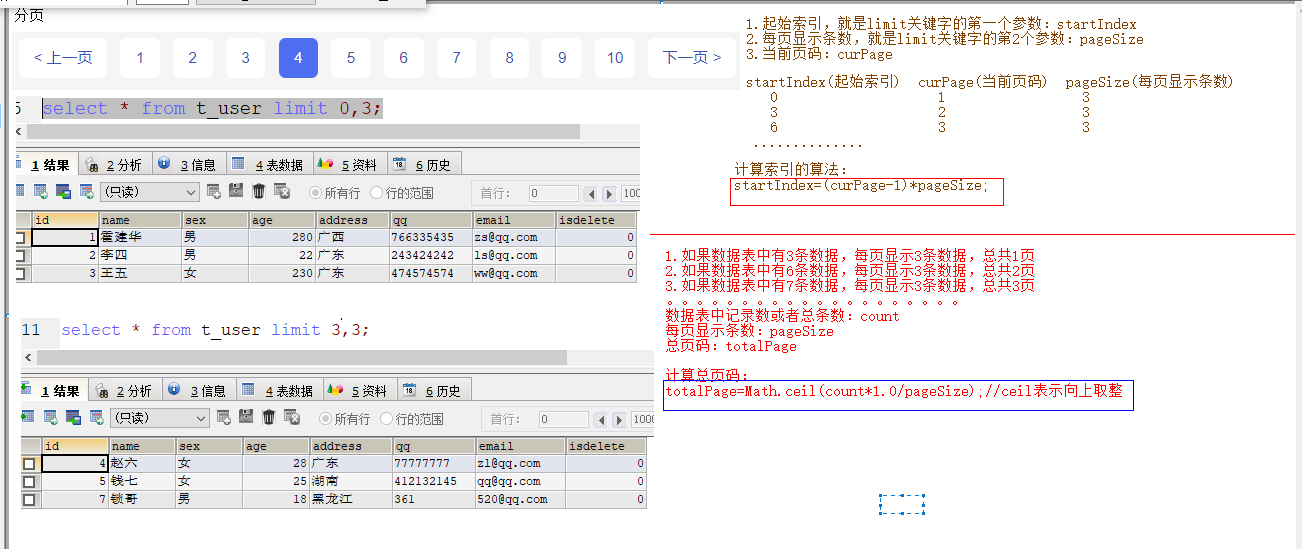 分页
< 上一页 1 2 3 4 5 6 7 8 9 10 下一页 >
5 select * from t_user limit 0,3;
1 结果 2 分析 3 信息 4 表数据 5 资料 6 历史
(只读) 所有行 行的范围 首行: 0 100
id name sex age address qq email isdelete
1 霍建华 男 280 广西 766335435 zs@qq.com 0
2 李四 男 22 广东 243424242 ls@qq.com 0
3 王五 女 230 广东 474574574 ww@qq.com 0
11 select * from t_user limit 3,3;
1 结果 2 分析 3 信息 4 表数据 5 资料 6 历史
(只读) 所有行 行的范围 首行: 0 1000
id name sex age address qq email isdelete
4 赵六 女 28 广东 77777777 zl@qq.com 0
5 钱七 女 25 湖南 412132145 qq@qq.com 0
7 锁哥 男 18 黑龙江 361 520@qq.com 0
1.起始索引，就是limit关键字的第一个参数：startIndex
2.每页显示条数，就是limit关键字的第2个参数：pageSize
3.当前页码：curPage
startIndex(起始索引) curPage(当前页码) pageSize(每页显示条数)
0 1 3
3 2 3
6 3 3
..............
计算索引的算法：
startIndex=(curPage-1)*pageSize;
1.如果数据表中有3条数据，每页显示3条数据，总共1页
2.如果数据表中有6条数据，每页显示3条数据，总共2页
3.如果数据表中有7条数据，每页显示3条数据，总共3页
。。。。。。。。。。。。。。。。。。。。
数据表中记录数或者总条数：count
每页显示条数：pageSize
总页码：totalPage
计算总页码：
totalPage=Math.ceil(count*1.0/pageSize);//ceil表示向上取整